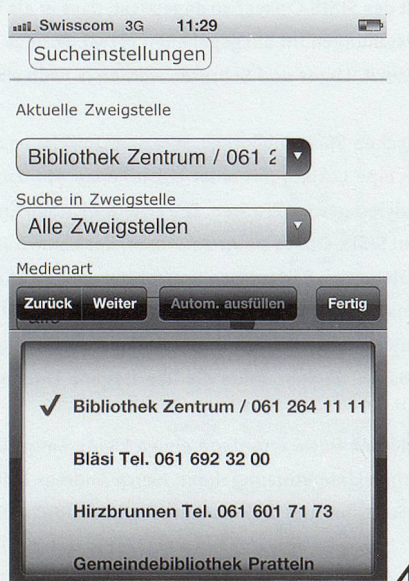 Swisscom 3G 11:29
Sucheinstellungen
Aktuelle Zweigstelle
Bibliothek Zentrum / 061 2
Suche in Zweigstelle
Alle Zweigstellen
Medienart
Zurück Weiter Autom. ausfüllen Fertig
Bibliothek Zentrum / 061 264 11 11
Bläsi Tel. 061 692 32 00
Hirzbrunnen Tel. 061 601 71 73
Gemeindebibliothek Pratteln